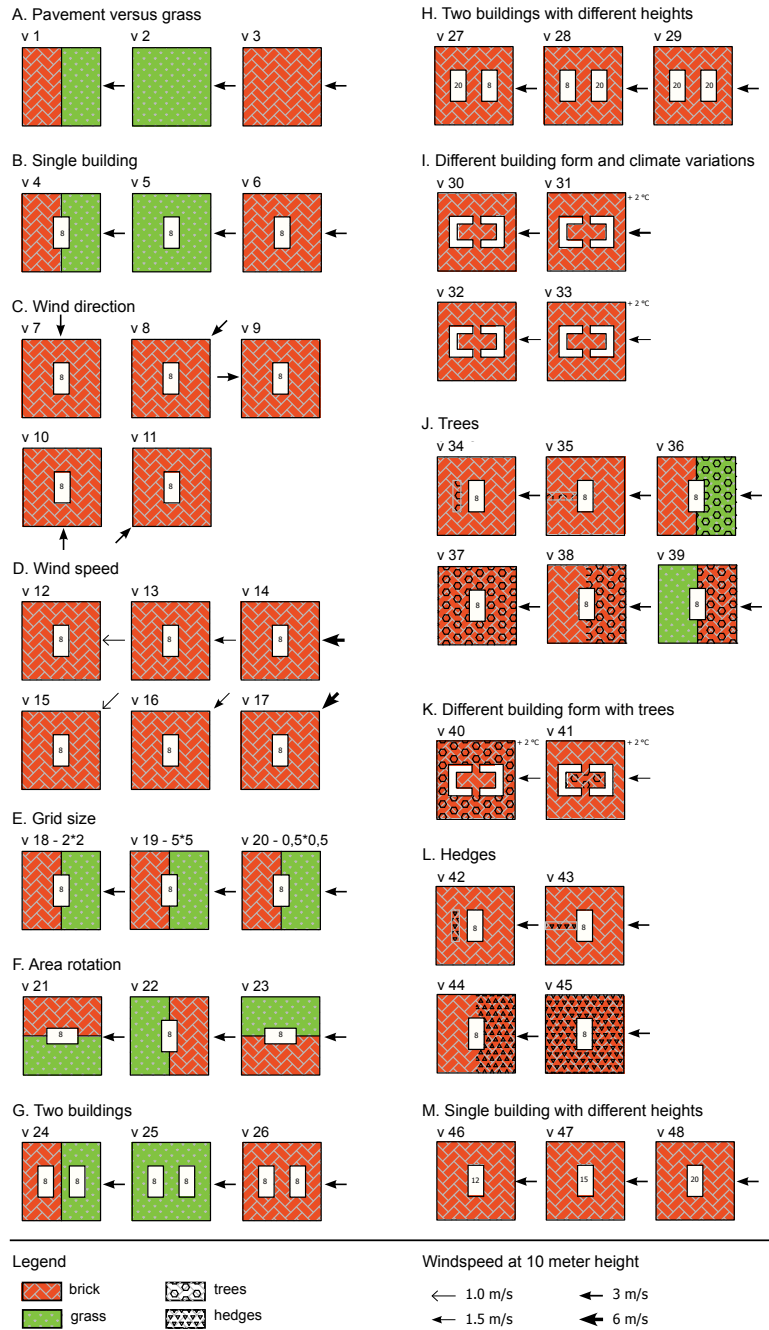 A. Pavement versus grass
v 1 v 2 v 3
B. Single building
v 4 v 5 v 6
8 8 8
C. Wind direction
v 7 v 8 v 9
8 8 8
v 10 v 11
8 8
D. Wind speed
v 12 v 13 v 14
8 8 8
v 15 v 16 v 17
8 8 8
E. Grid size
v 18 - 2*2 v 19 - 5*5 v 20 - 0,5*0,5
8 8 8
F. Area rotation
v 21 v 22 v 23
8 8 8
G. Two buildings
v 24 v 25 v 26
8 8 8 8 8 8
H. Two buildings with different heights
v 27 v 28 v 29
20 8 8 20 20 20
I. Different building form and climate variations
v 30 v 31
+ 2 °C
v 32 v 33
+ 2 °C
J. Trees
v 34 v 35 v 36
8 8 8
v 37 v 38 v 39
8 8 8
K. Different building form with trees
v 40 v 41
+ 2 °C + 2 °C
L. Hedges
v 42 v 43
8 8
v 44 v 45
8 8
M. Single building with different heights
v 46 v 47 v 48
12 15 20
Legend
brick trees
grass hedges
Windspeed at 10 meter height
1.0 m/s 3 m/s
1.5 m/s 6 m/s